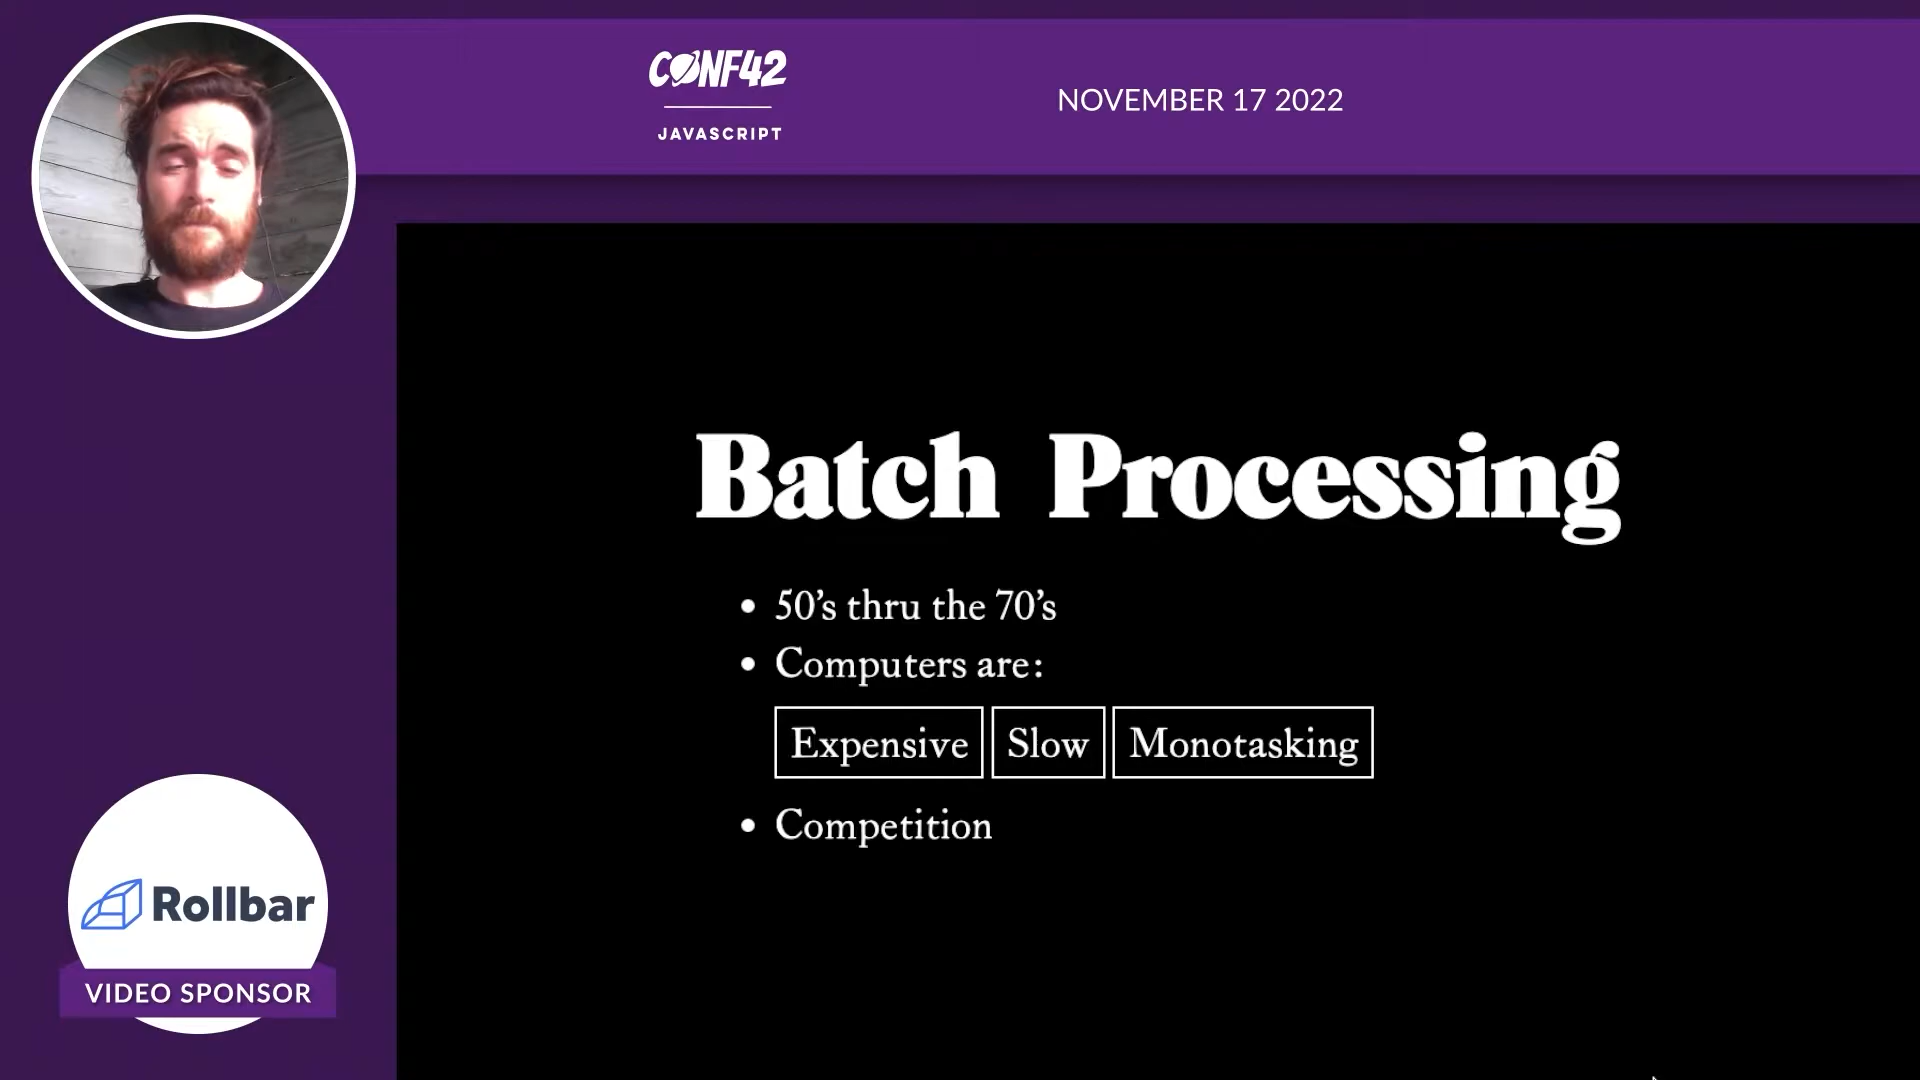 CONF42
JAVASCRIPT
NOVEMBER 17 2022
Batch Processing
• 50’s thru the 70’s
• Computers are:
Expensive Slow Monotasking
• Competition
Rollbar
VIDEO SPONSOR